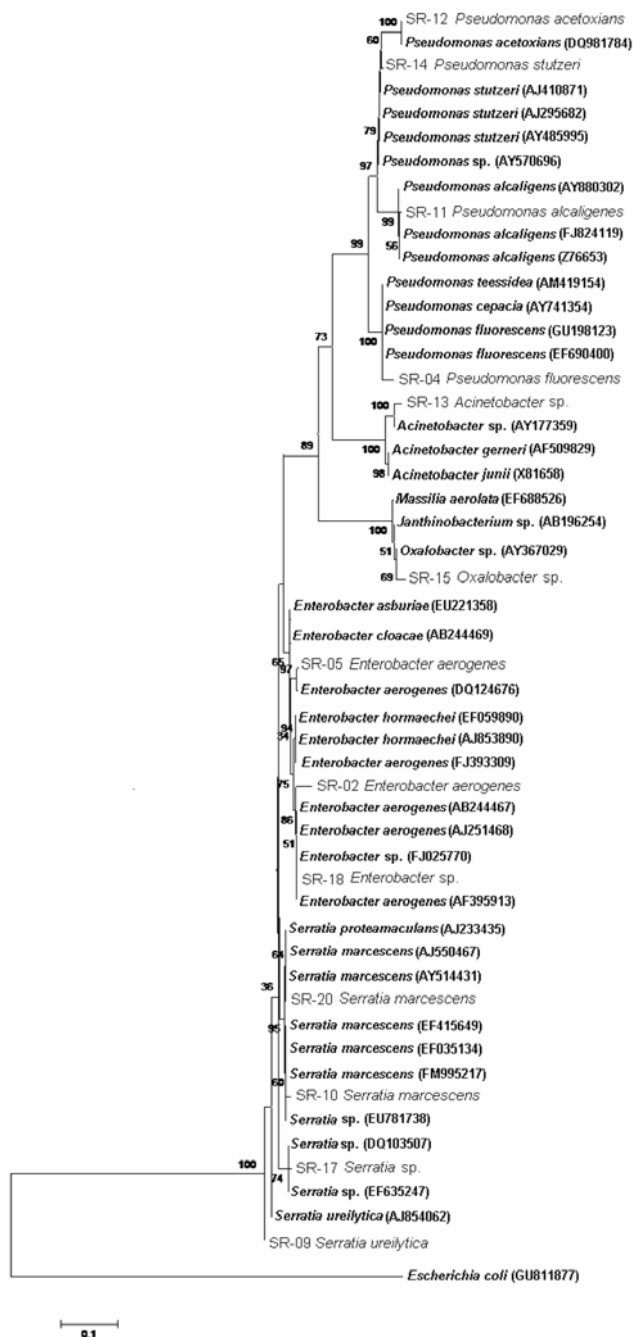 100
SR-12 Pseudomonas acetoxians
60
Pseudomonas acetoxians (DQ981784)
SR-14 Pseudomonas stutzeri
Pseudomonas stutzeri (AJ410871)
Pseudomonas stutzeri (AJ295682)
79
Pseudomonas stutzeri (AY485995)
97
Pseudomonas sp. (AY570696)
Pseudomonas alcaligens (AY880302)
SR-11 Pseudomonas alcaligenes
99
99
Pseudomonas alcaligens (FJ824119)
56
Pseudomonas alcaligens (Z76653)
Pseudomonas teessidea (AM419154)
Pseudomonas cepacia (AY741354)
73
Pseudomonas fluorescens (GU198123)
100
Pseudomonas fluorescens (EF690400)
SR-04 Pseudomonas fluorescens
100
SR-13 Acinetobacter sp.
Acinetobacter sp. (AY177359)
89
100
Acinetobacter gerneri (AF509829)
98
Acinetobacter junii (X81658)
Massilia aerolata (EF688526)
100
Janthinobacterium sp. (AB196254)
51
Oxalobacter sp. (AY367029)
69
SR-15 Oxalobacter sp.
Enterobacter asburiae (EU221358)
Enterobacter cloacae (AB244469)
65
97
SR-05 Enterobacter aerogenes
Enterobacter aerogenes (DQ124676)
Enterobacter hormaechei (EF059890)
94
34
Enterobacter hormaechei (AJ853890)
Enterobacter aerogenes (FJ393309)
75
SR-02 Enterobacter aerogenes
Enterobacter aerogenes (AB244467)
86
Enterobacter aerogenes (AJ251468)
51
Enterobacter sp. (FJ025770)
SR-18 Enterobacter sp.
Enterobacter aerogenes (AF395913)
Serratia proteamaculans (AJ233435)
64
Serratia marcescens (AJ550467)
Serratia marcescens (AY514431)
36
SR-20 Serratia marcescens
95
Serratia marcescens (EF415649)
Serratia marcescens (EF035134)
60
Serratia marcescens (FM995217)
SR-10 Serratia marcescens
Serratia sp. (EU781738)
Serratia sp. (DQ103507)
100
74
SR-17 Serratia sp.
Serratia sp. (EF635247)
Serratia ureilytica (AJ854062)
SR-09 Serratia ureilytica
Escherichia coli (GU811877)
0.1